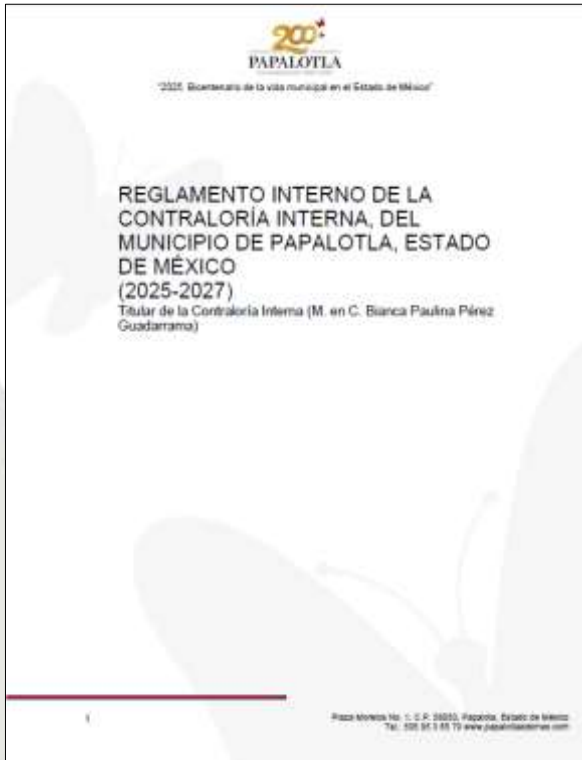 200
PAPALOTLA
"2025. Bicentenario de la vida municipal en el Estado de México"
REGLAMENTO INTERNO DE LA
CONTRALORÍA INTERNA, DEL
MUNICIPIO DE PAPALOTLA, ESTADO
DE MÉXICO
(2025-2027)
Titular de la Contraloría Interna (M. en C. Bianca Paulina Pérez
Guadarrama)
1
Plaza Morelos No. 1, C.P. Papalotla, Estado de México
Tel.